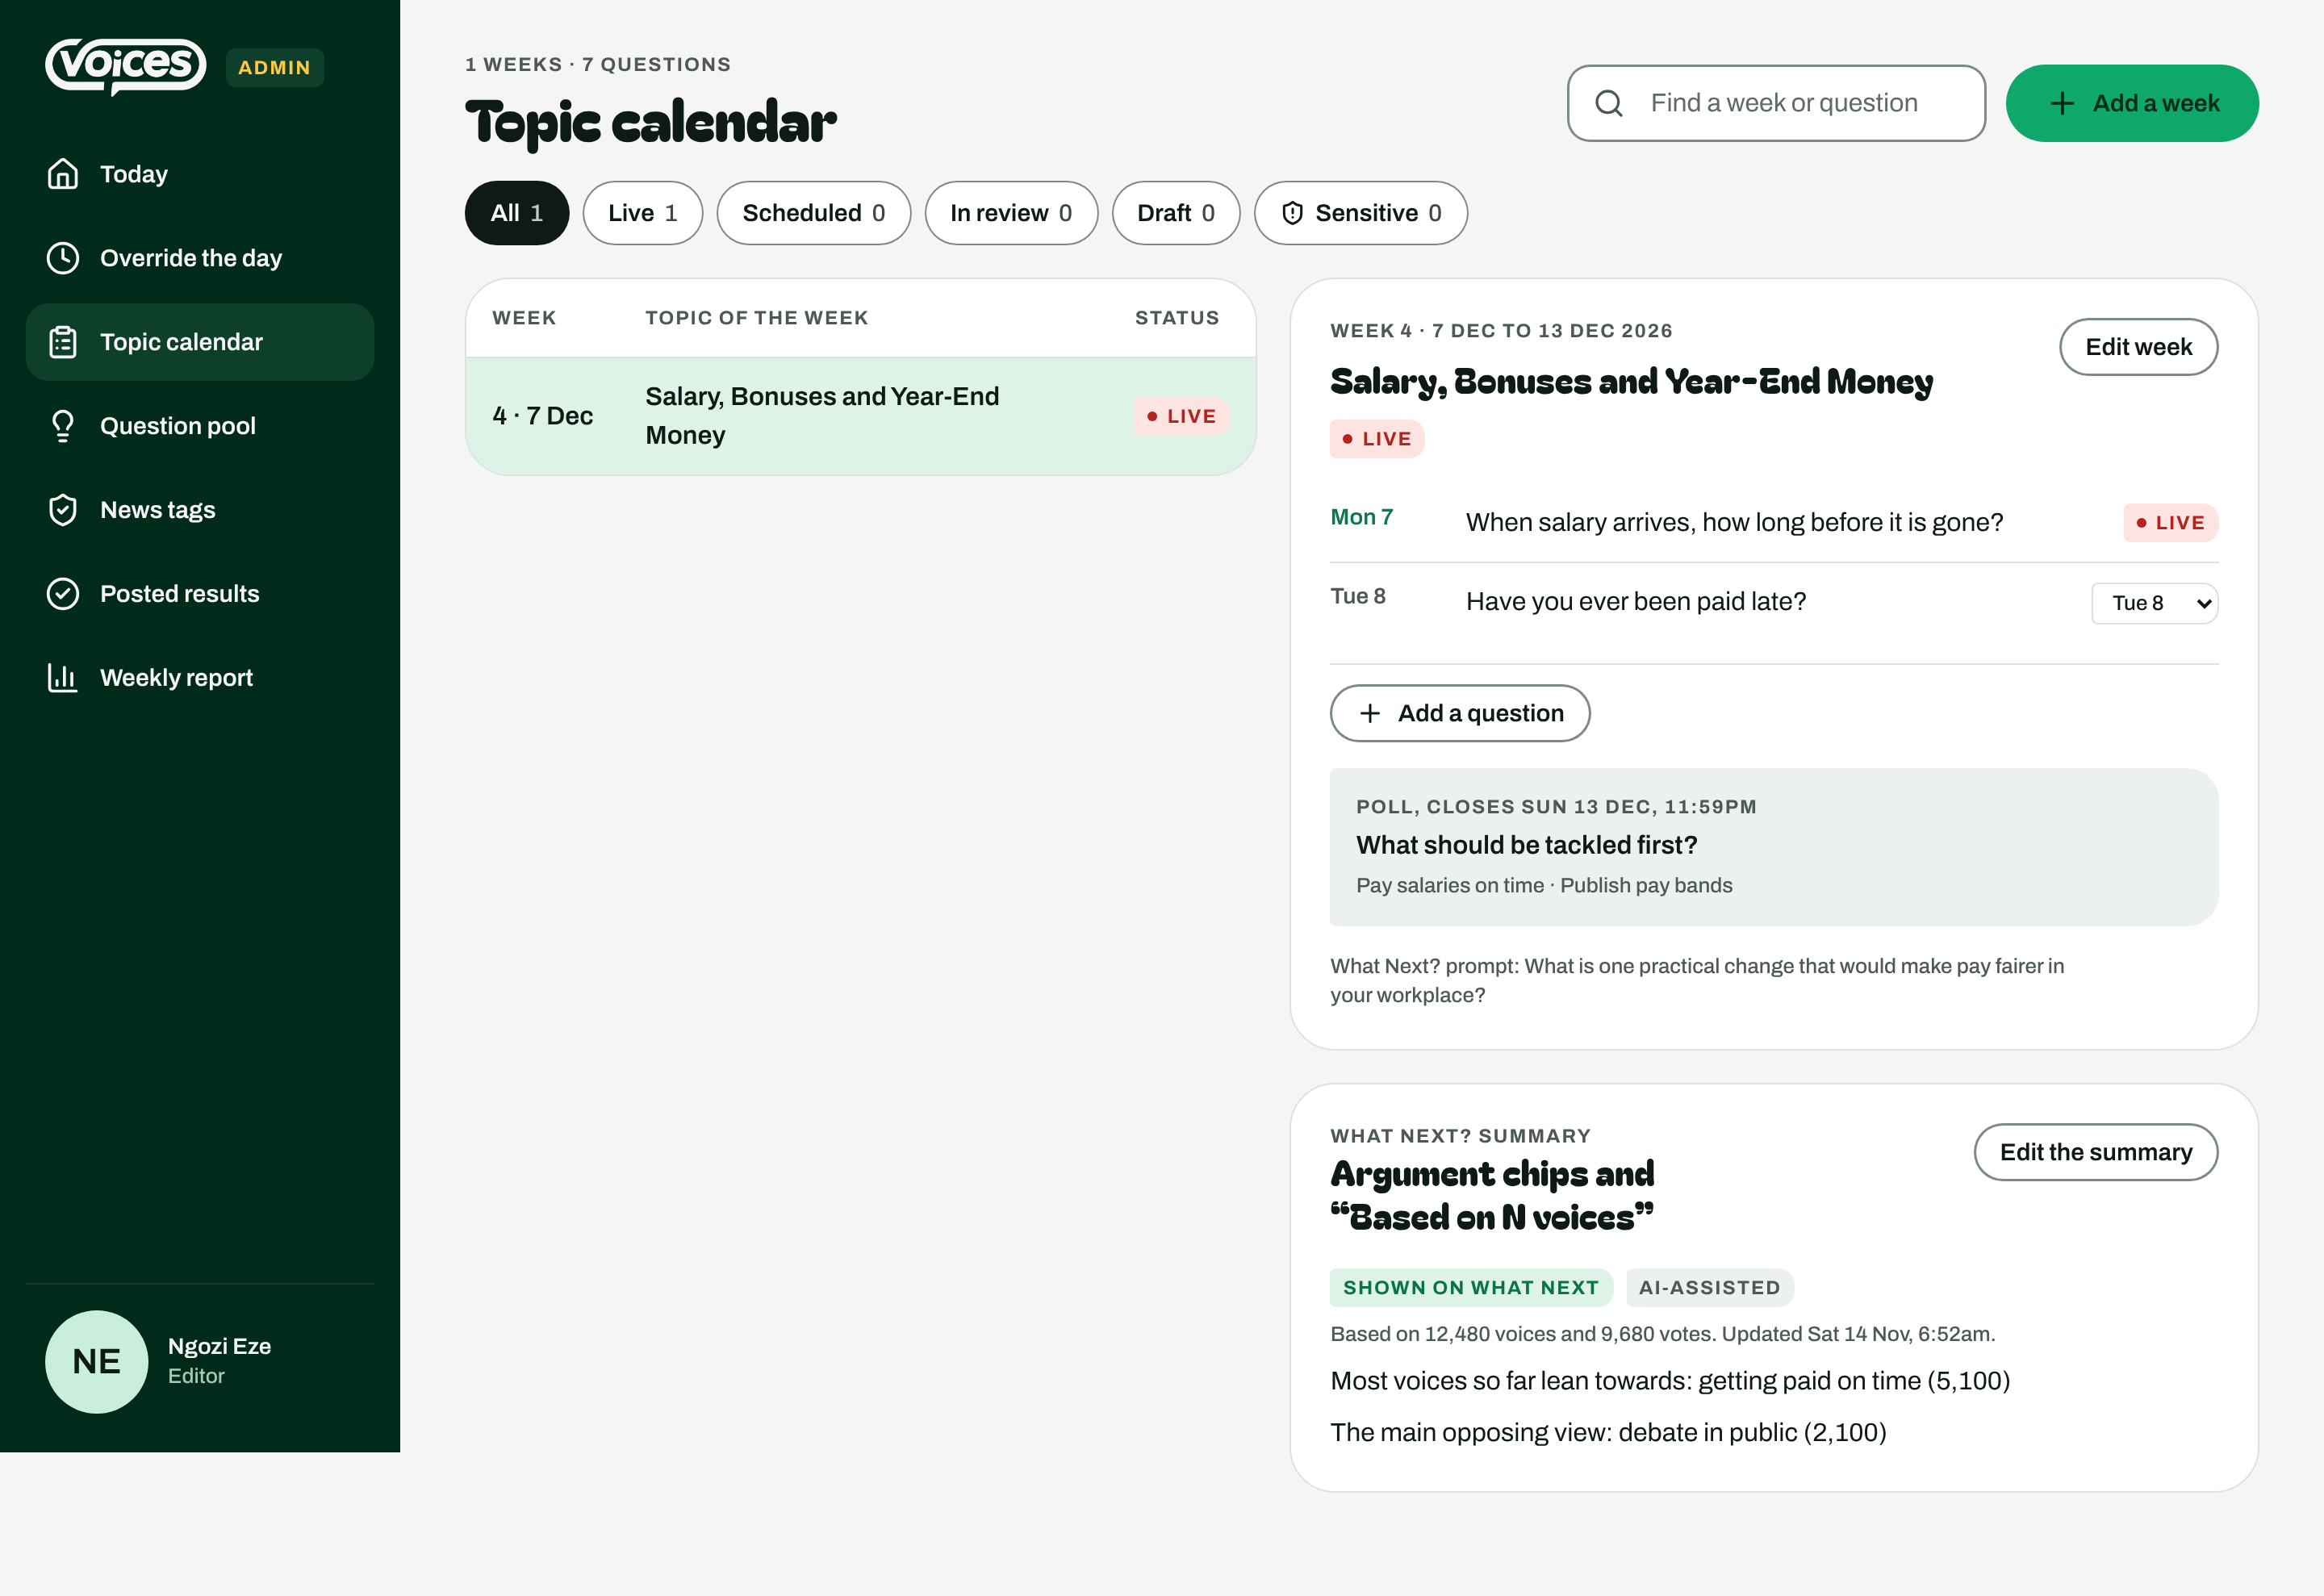 Voices ADMIN
Today
Override the day
Topic calendar
Question pool
News tags
Posted results
Weekly report
NE
Ngozi Eze
Editor
1 WEEKS · 7 QUESTIONS
Topic calendar
Find a week or question
Add a week
All 1
Live 1
Scheduled 0
In review 0
Draft 0
Sensitive 0
WEEK TOPIC OF THE WEEK STATUS
4 · 7 Dec
Salary, Bonuses and Year-End
Money
LIVE
WEEK 4 · 7 DEC TO 13 DEC 2026
Edit week
Salary, Bonuses and Year-End Money
LIVE
Mon 7 When salary arrives, how long before it is gone? LIVE
Tue 8 Have you ever been paid late? Tue 8
Add a question
POLL, CLOSES SUN 13 DEC, 11:59PM
What should be tackled first?
Pay salaries on time · Publish pay bands
What Next? prompt: What is one practical change that would make pay fairer in
your workplace?
WHAT NEXT? SUMMARY
Edit the summary
Argument chips and
“Based on N voices”
SHOWN ON WHAT NEXT AI-ASSISTED
Based on 12,480 voices and 9,680 votes. Updated Sat 14 Nov, 6:52am.
Most voices so far lean towards: getting paid on time (5,100)
The main opposing view: debate in public (2,100)